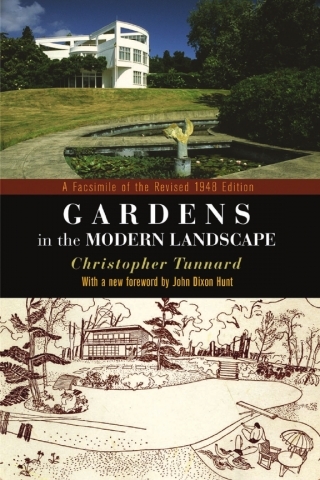 A Facsimile of the Revised 1948 Edition
GARDENS
in the MODERN LANDSCAPE
Christopher Tunnard
With a new foreword by John Dixon Hunt